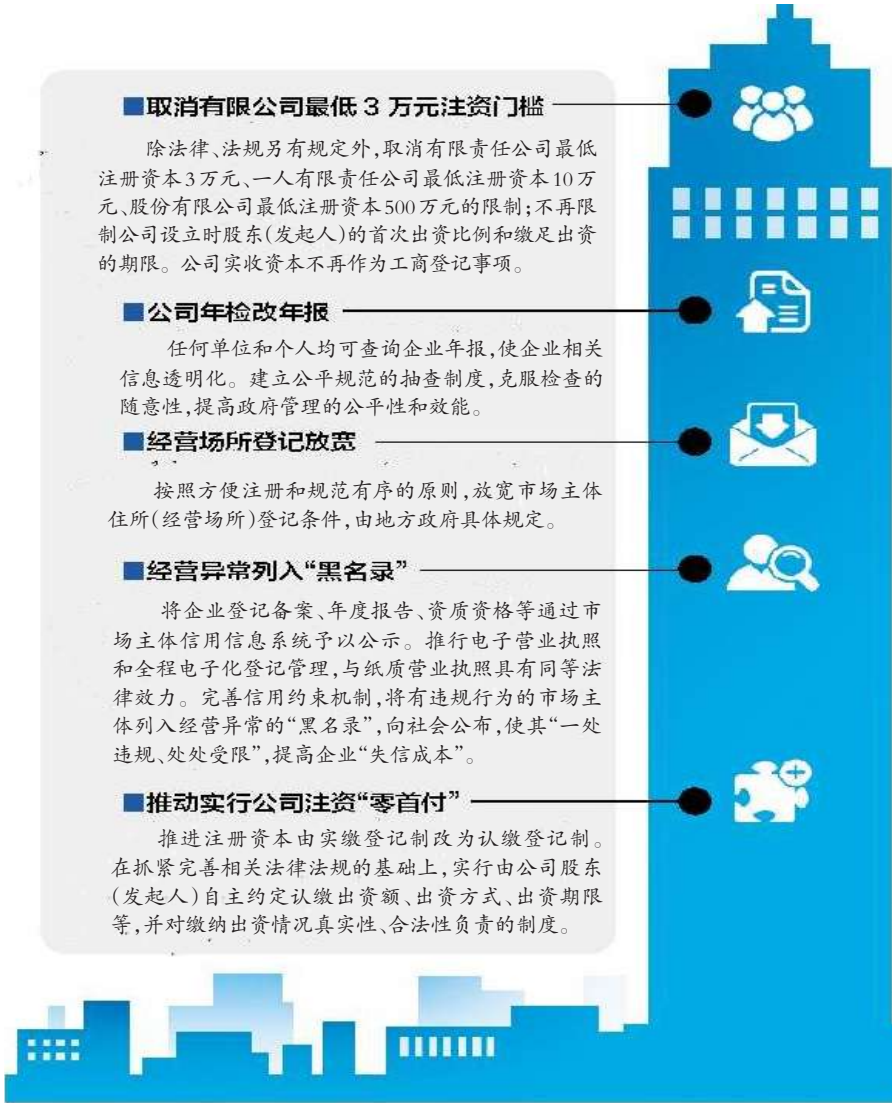 ■取消有限公司最低3万元注资门槛
除法律、法规另有规定外,取消有限责任公司最低
注册资本3万元、一人有限责任公司最低注册资本10万
元、股份有限公司最低注册资本500万元的限制;不再限
制公司设立时股东(发起人)的首次出资比例和缴足出资
的期限。公司实收资本不再作为工商登记事项。
■公司年检改年报
任何单位和个人均可查询企业年报,使企业相关
信息透明化。建立公平规范的抽查制度,克服检查的
随意性,提高政府管理的公平性和效能。
■经营场所登记放宽
按照方便注册和规范有序的原则,放宽市场主体
住所(经营场所)登记条件,由地方政府具体规定。
■经营异常列入“黑名录”
将企业登记备案、年度报告、资质资格等通过市
场主体信用信息系统予以公示。推行电子营业执照
和全程电子化登记管理,与纸质营业执照具有同等法
律效力。完善信用约束机制,将有违规行为的市场主
体列入经营异常的“黑名录”,向社会公布,使其“一处
违规、处处受限”,提高企业“失信成本”。
■推动实行公司注资“零首付”
推进注册资本由实缴登记制改为认缴登记制。
在抓紧完善相关法律法规的基础上,实行由公司股东
(发起人)自主约定认缴出资额、出资方式、出资期限
等,并对缴纳出资情况真实性、合法性负责的制度。